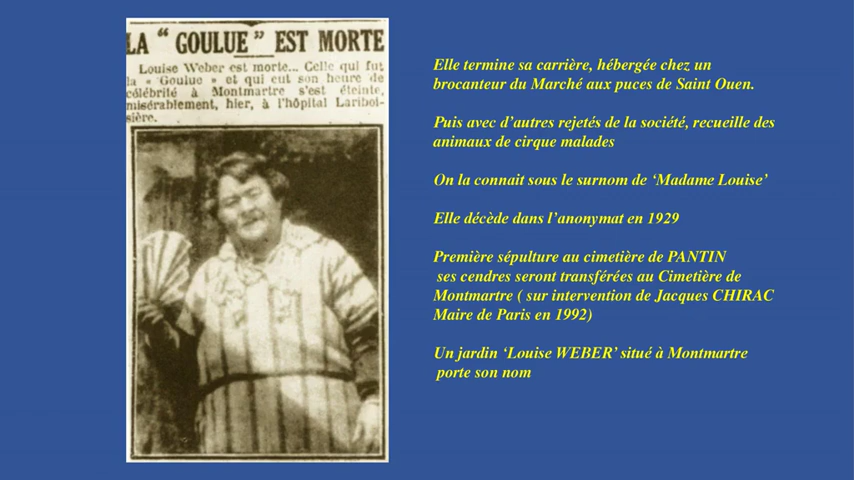 LA “ GOULUE ” EST MORTE
Louise Weber est morte... Celle qui fut
la « Goulue » et qui eut son heure de
célébrité à Montmartre s'est éteinte,
misérablement, hier, à l'hôpital Lariboi-
sière.
Elle termine sa carrière, hébergée chez un
brocanteur du Marché aux puces de Saint Ouen.
Puis avec d’autres rejetés de la société, recueille des
animaux de cirque malades
On la connait sous le surnom de ‘Madame Louise’
Elle décède dans l’anonymat en 1929
Première sépulture au cimetière de PANTIN
ses cendres seront transférées au Cimetière de
Montmartre ( sur intervention de Jacques CHIRAC
Maire de Paris en 1992)
Un jardin ‘Louise WEBER’ situé à Montmartre
porte son nom